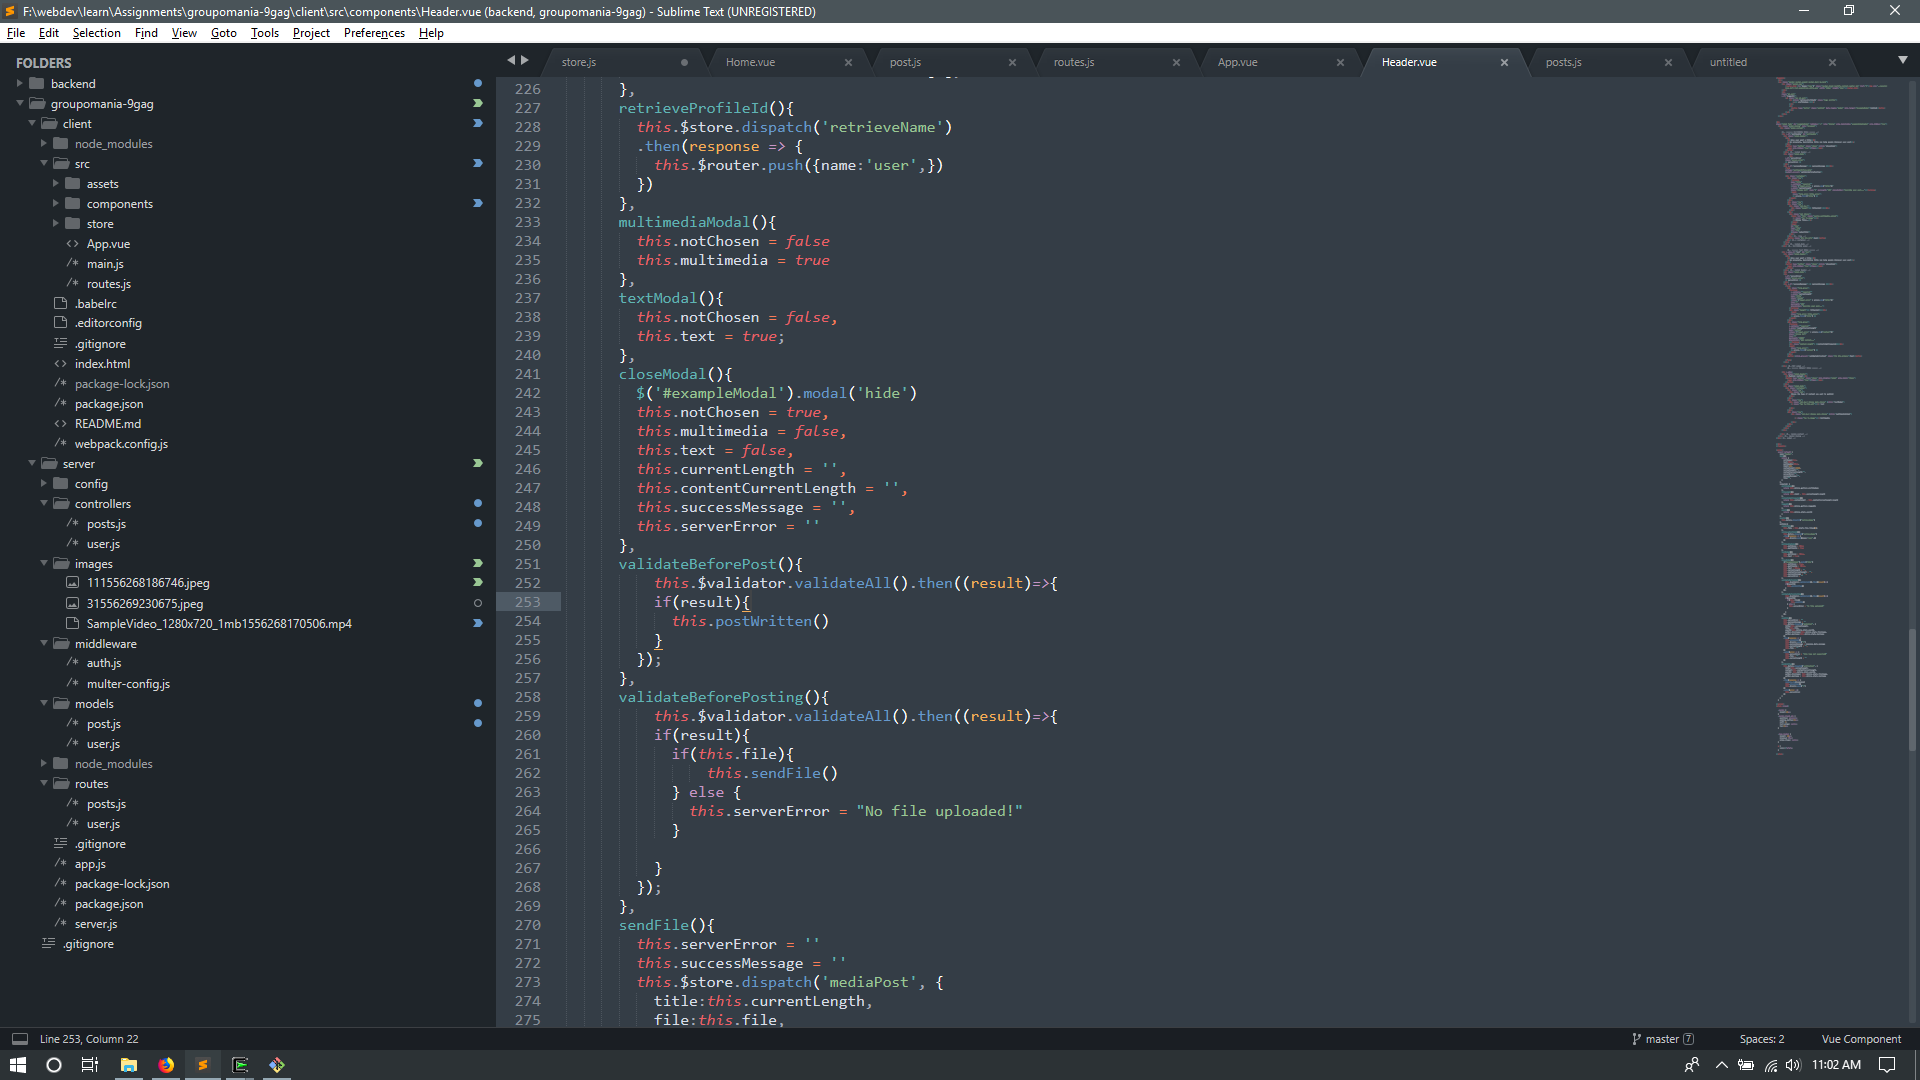 F:\webdev\learn\Assignments\groupomania-9gag\client\src\components\Header.vue (backend, groupomania-9gag) - Sublime Text (UNREGISTERED)
File Edit Selection Find View Goto Tools Project Preferences Help
FOLDERS
backend
groupomania-9gag
client
node_modules
src
assets
components
store
<> App.vue
/* main.js
/* routes.js
.babelrc
.editorconfig
.gitignore
<> index.html
/* package-lock.json
/* package.json
<> README.md
/* webpack.config.js
server
config
controllers
/* posts.js
/* user.js
images
111556268186746.jpeg
31556269230675.jpeg
SampleVideo_1280x720_1mb1556268170506.mp4
middleware
/* auth.js
/* multer-config.js
models
/* post.js
/* user.js
node_modules
routes
/* posts.js
/* user.js
.gitignore
/* app.js
/* package-lock.json
/* package.json
/* server.js
.gitignore
store.js Home.vue post.js routes.js App.vue Header.vue posts.js untitled
226 },
227 retrieveProfileId(){
228 this.$store.dispatch('retrieveName')
229 .then(response => {
230 this.$router.push({name:'user',})
231 })
232 },
233 multimediaModal(){
234 this.notChosen = false
235 this.multimedia = true
236 },
237 textModal(){
238 this.notChosen = false,
239 this.text = true;
240 },
241 closeModal(){
242 $('#exampleModal').modal('hide')
243 this.notChosen = true,
244 this.multimedia = false,
245 this.text = false,
246 this.currentLength = '',
247 this.contentCurrentLength = '',
248 this.successMessage = '',
249 this.serverError = ''
250 },
251 validateBeforePost(){
252 this.$validator.validateAll().then((result)=>{
253 if(result){
254 this.postWritten()
255 }
256 });
257 },
258 validateBeforePosting(){
259 this.$validator.validateAll().then((result)=>{
260 if(result){
261 if(this.file){
262 this.sendFile()
263 } else {
264 this.serverError = "No file uploaded!"
265 }
266
267 }
268 });
269 },
270 sendFile(){
271 this.serverError = ''
272 this.successMessage = ''
273 this.$store.dispatch('mediaPost', {
274 title:this.currentLength,
275 file:this.file,
Line 253, Column 22
master 7
Spaces: 2
Vue Component
11:02 AM